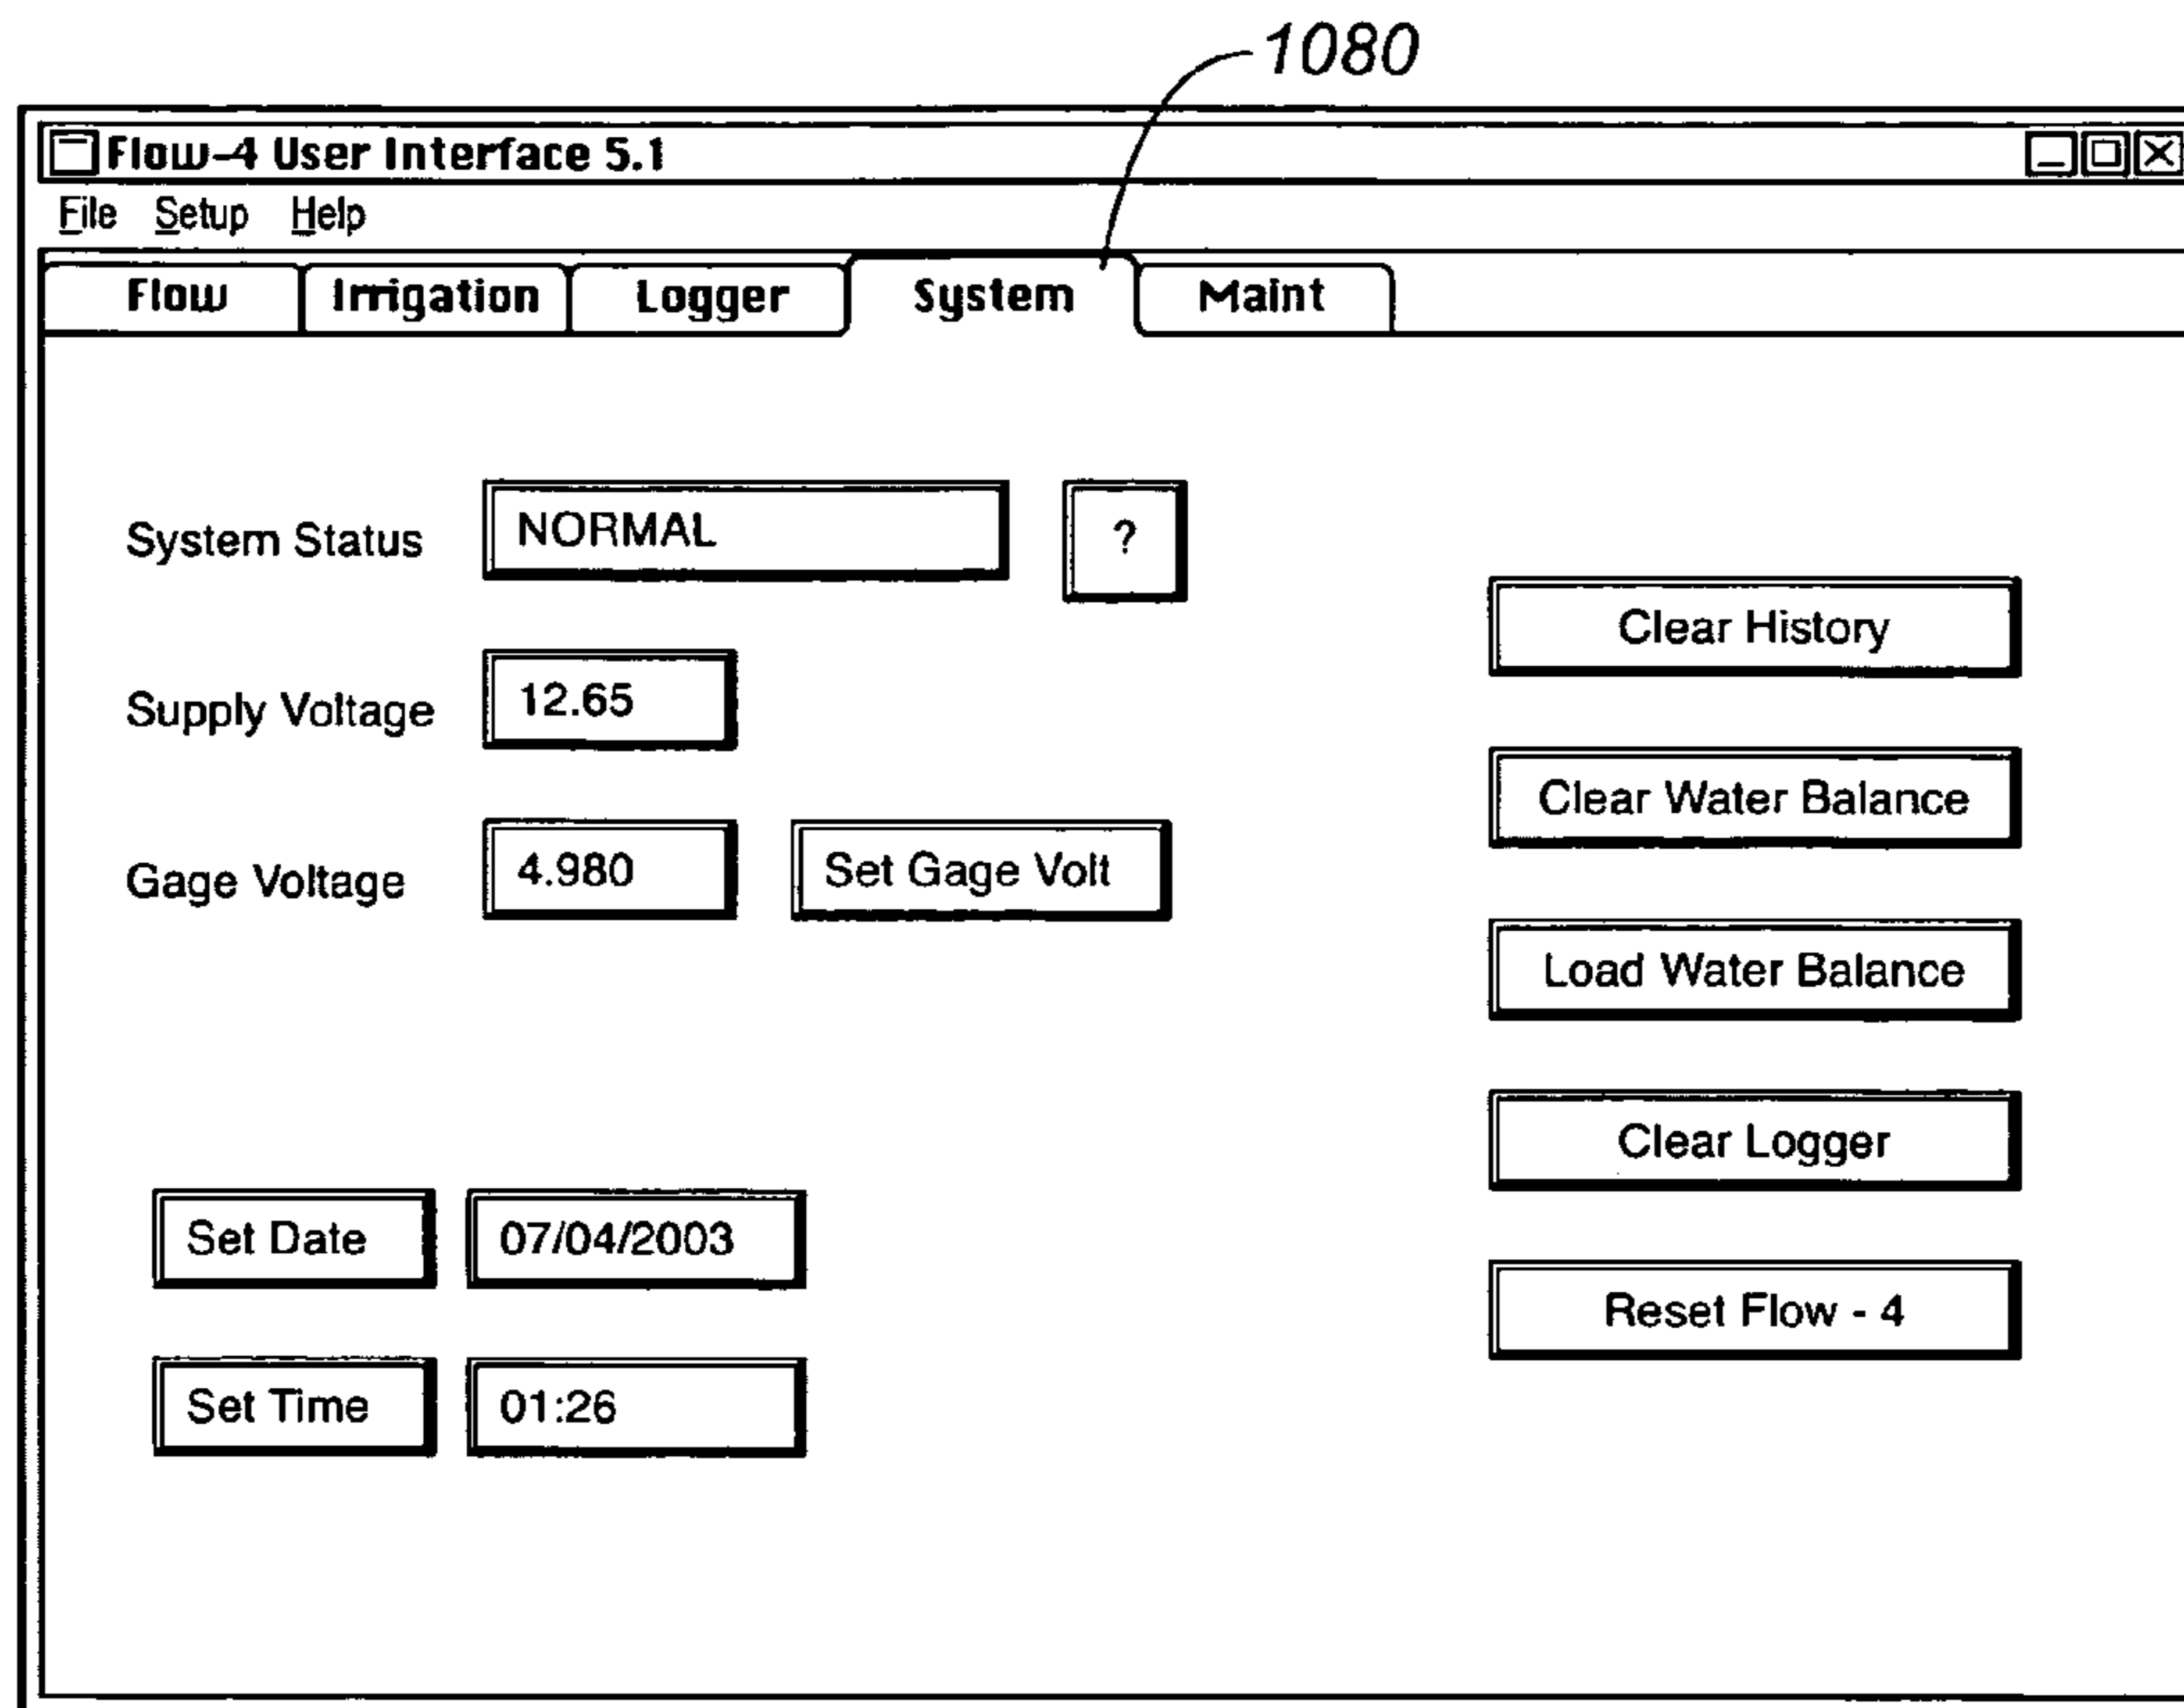 1080
Flow-4 User Interface 5.1
File Setup Help
Flow Irrigation Logger System Maint
System Status NORMAL ?
Clear History
Supply Voltage 12.65
Clear Water Balance
Gage Voltage 4.980 Set Gage Volt
Load Water Balance
Clear Logger
Set Date 07/04/2003
Reset Flow - 4
Set Time 01:26